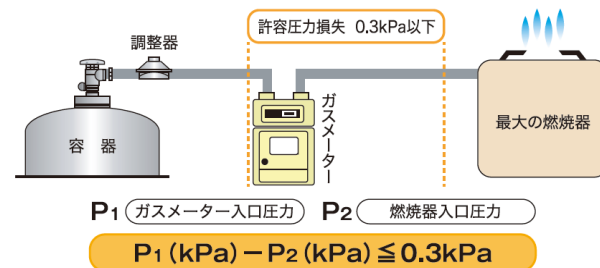 許容圧力損失 0.3kPa以下
調整器
ガスメーター
容器
最大の燃焼器
P1 ガスメーター入口圧力 P2 燃焼器入口圧力
P1(kPa)－P2(kPa)≦0.3kPa